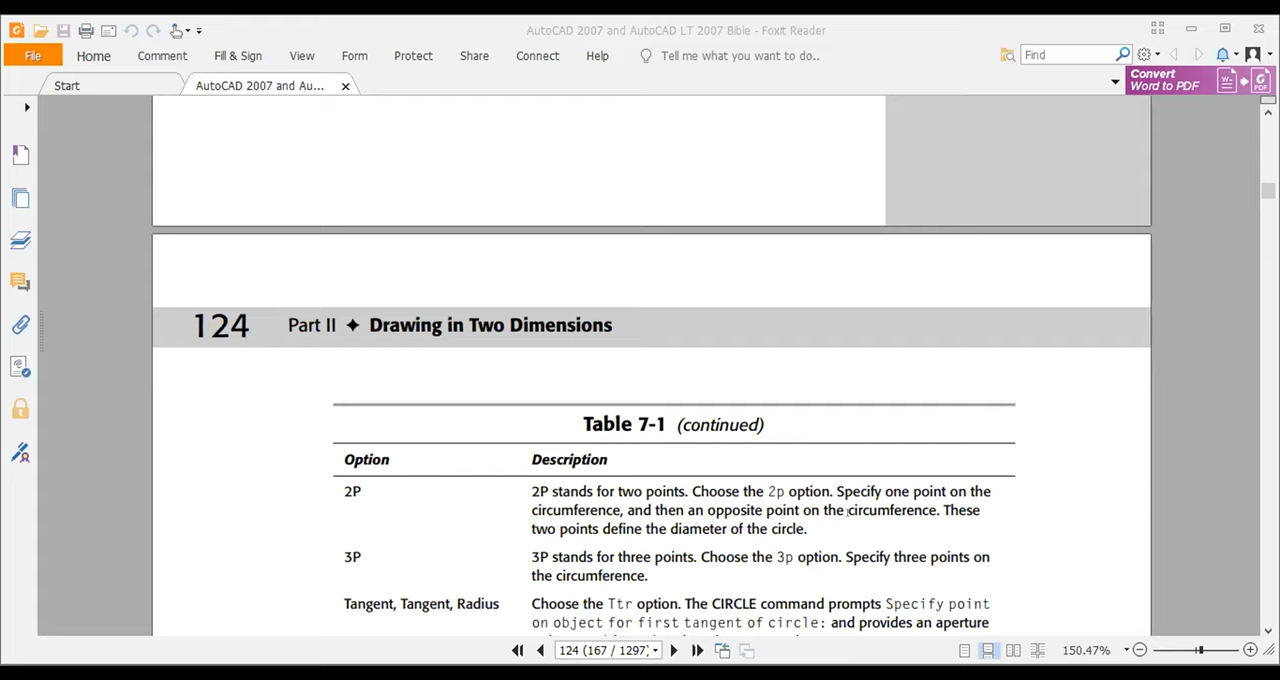 AutoCAD 2007 and AutoCAD LT 2007 Bible - Foxit Reader
File Home Comment Fill & Sign View Form Protect Share Connect Help Tell me what you want to do.. Find
Start AutoCAD 2007 and Au...
Convert
Word to PDF
124 Part II ✦ Drawing in Two Dimensions
Table 7-1 (continued)
Option Description
2P 2P stands for two points. Choose the 2p option. Specify one point on the
circumference, and then an opposite point on the circumference. These
two points define the diameter of the circle.
3P 3P stands for three points. Choose the 3p option. Specify three points on
the circumference.
Tangent, Tangent, Radius Choose the Ttr option. The CIRCLE command prompts Specify point
on object for first tangent of circle: and provides an aperture
124 (167 / 1297) 150.47%